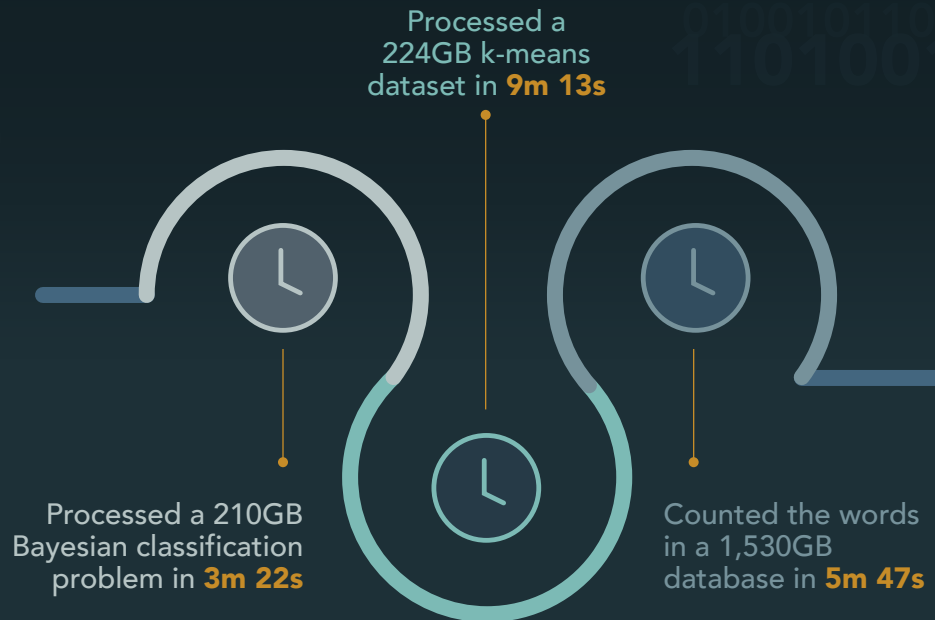 Processed a
224GB k-means
dataset in 9m 13s
Processed a 210GB
Bayesian classification
problem in 3m 22s
Counted the words
in a 1,530GB
database in 5m 47s